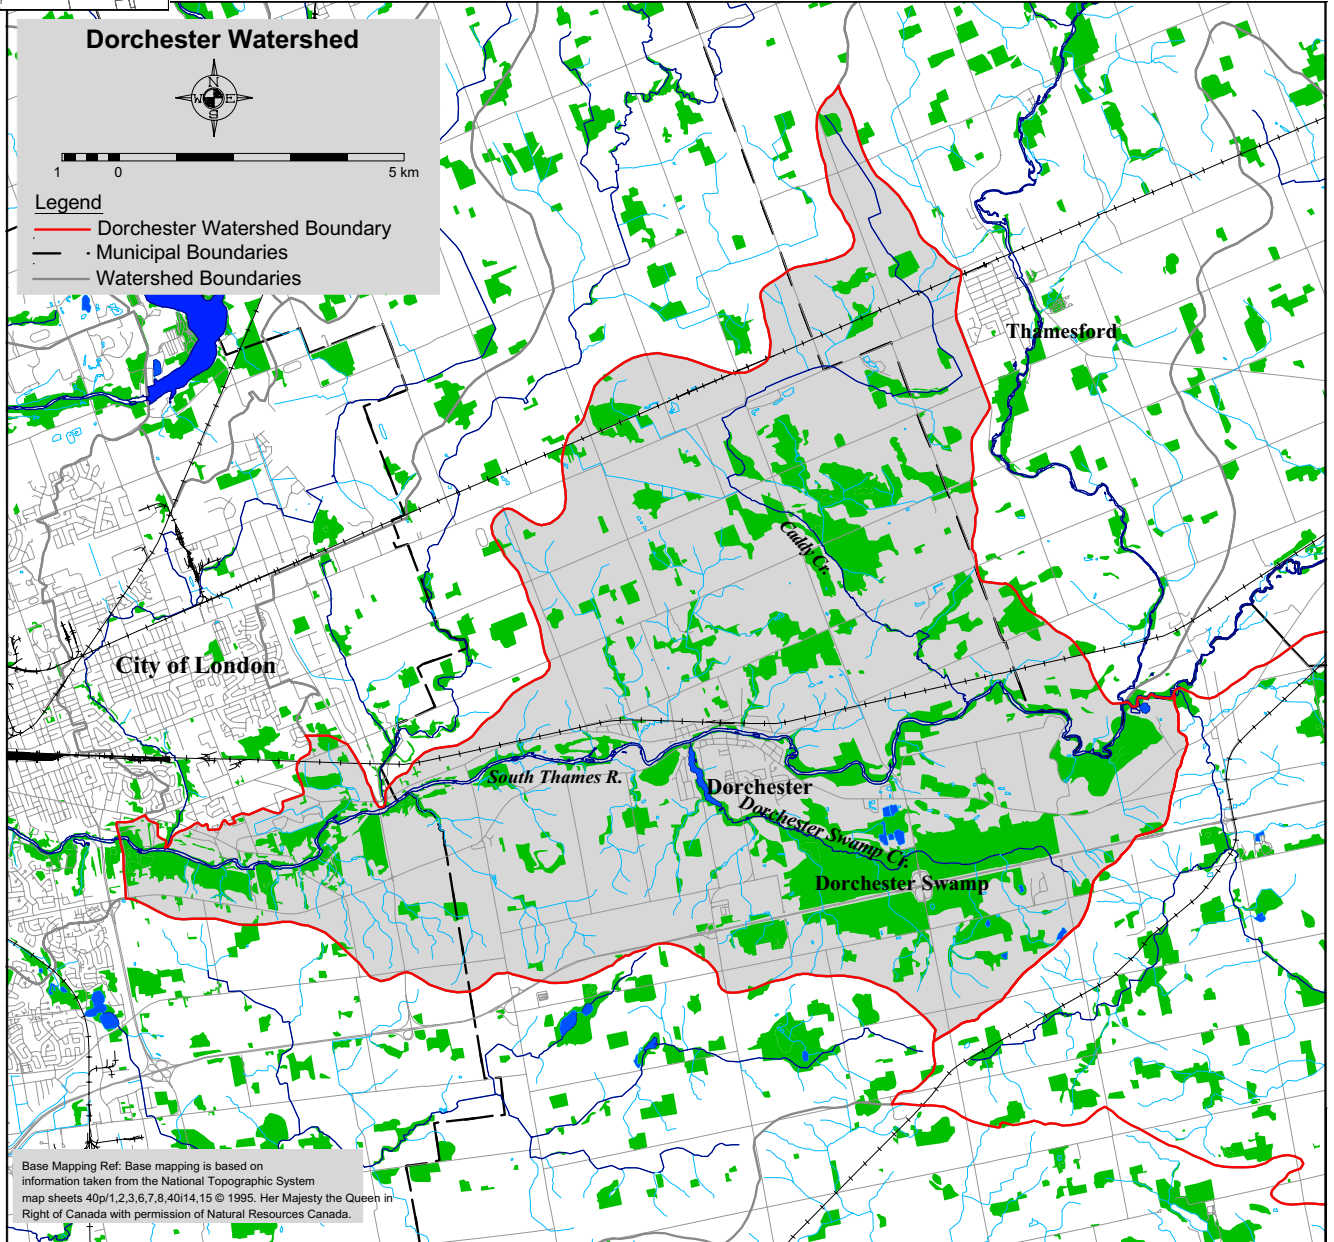 Dorchester Watershed
N
W E
S
1 0 5 km
Legend
Dorchester Watershed Boundary
Municipal Boundaries
Watershed Boundaries
Thamesford
Caddy Cr.
City of London
South Thames R.
Dorchester
Dorchester Swamp Cr.
Dorchester Swamp
Base Mapping Ref: Base mapping is based on
information taken from the National Topographic System
map sheets 40p/1,2,3,6,7,8,40i14,15 © 1995. Her Majesty the Queen in
Right of Canada with permission of Natural Resources Canada.